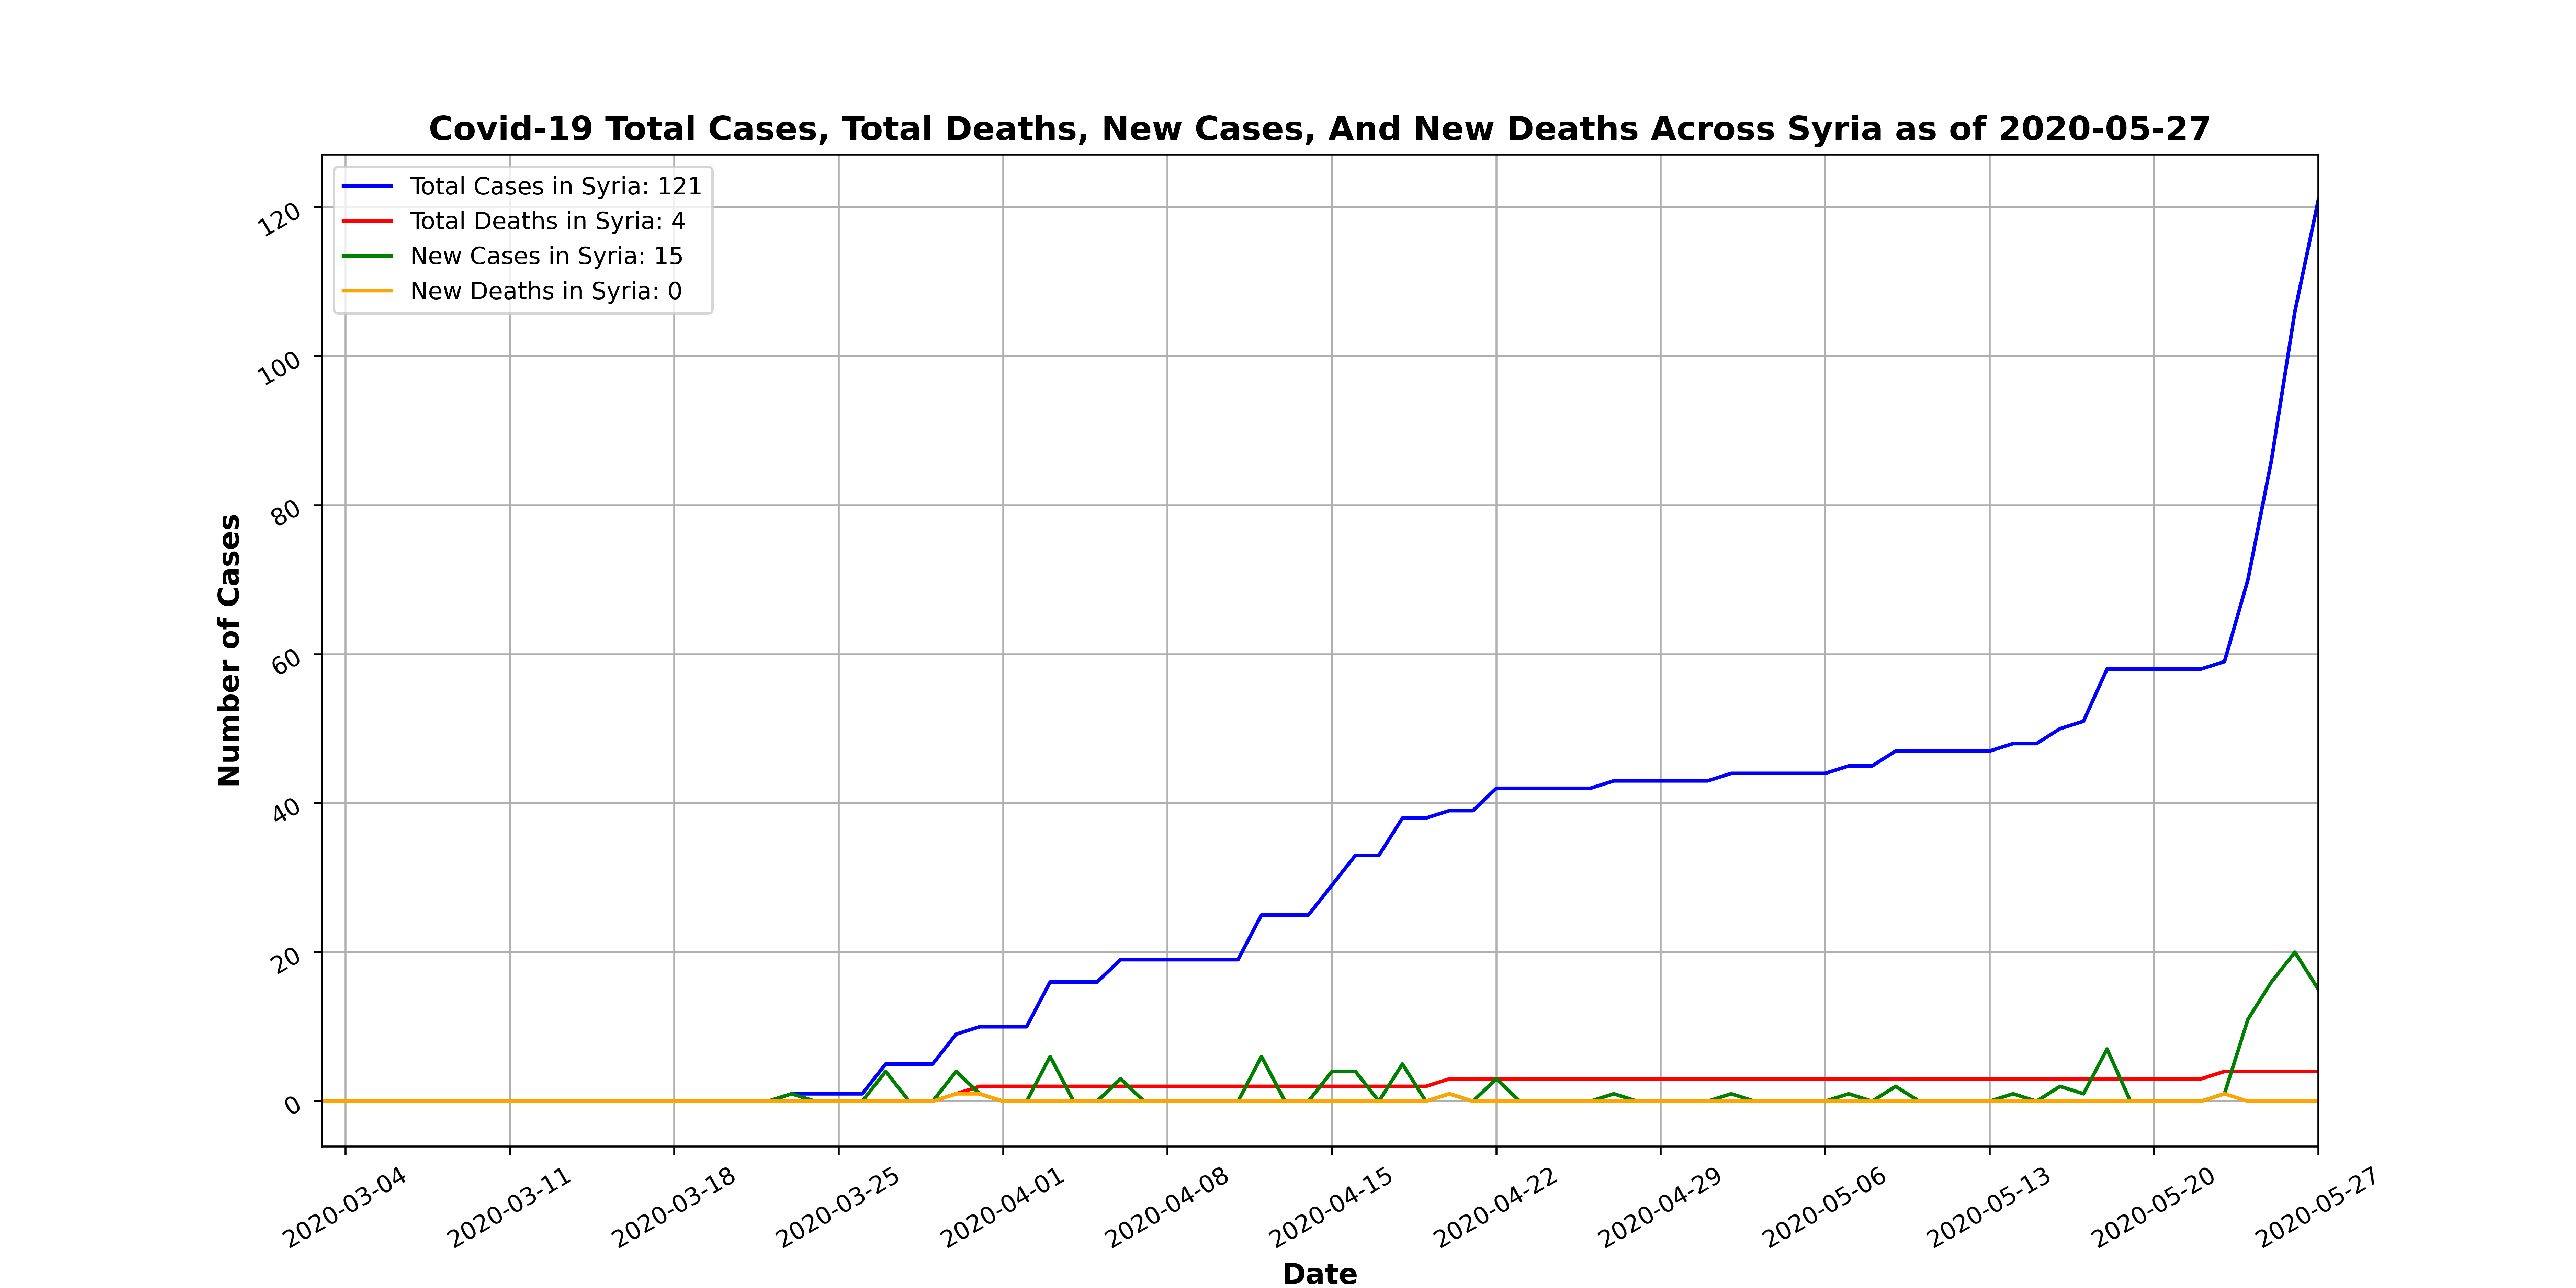 Covid-19 Total Cases, Total Deaths, New Cases, And New Deaths Across Syria as of 2020-05-27
Total Cases in Syria: 121
Total Deaths in Syria: 4
New Cases in Syria: 15
New Deaths in Syria: 0
Number of Cases
120
100
80
60
40
20
0
2020-03-04
2020-03-11
2020-03-18
2020-03-25
2020-04-01
2020-04-08
2020-04-15
2020-04-22
2020-04-29
2020-05-06
2020-05-13
2020-05-20
2020-05-27
Date